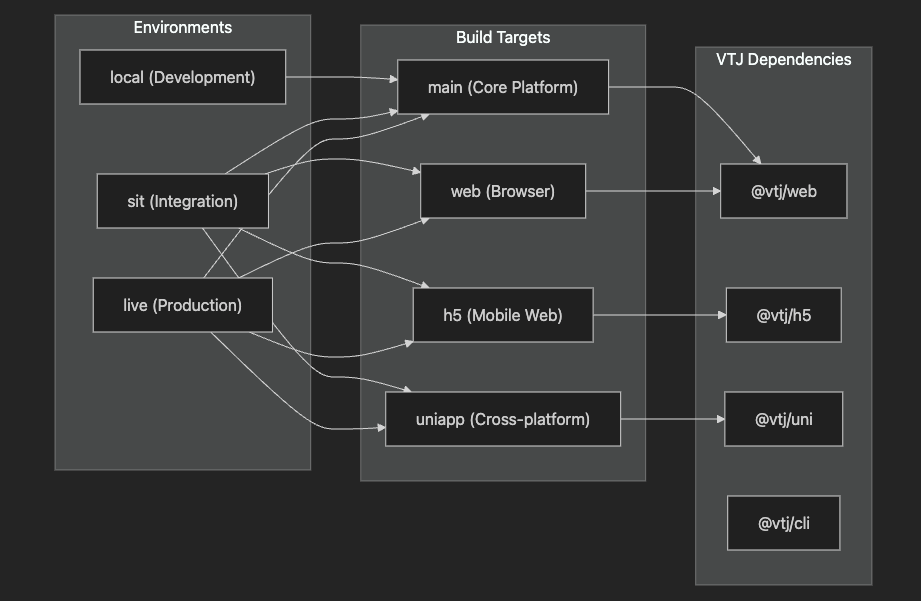 Environments
local (Development)
sit (Integration)
live (Production)
Build Targets
main (Core Platform)
web (Browser)
h5 (Mobile Web)
uniapp (Cross-platform)
VTJ Dependencies
@vtj/web
@vtj/h5
@vtj/uni
@vtj/cli